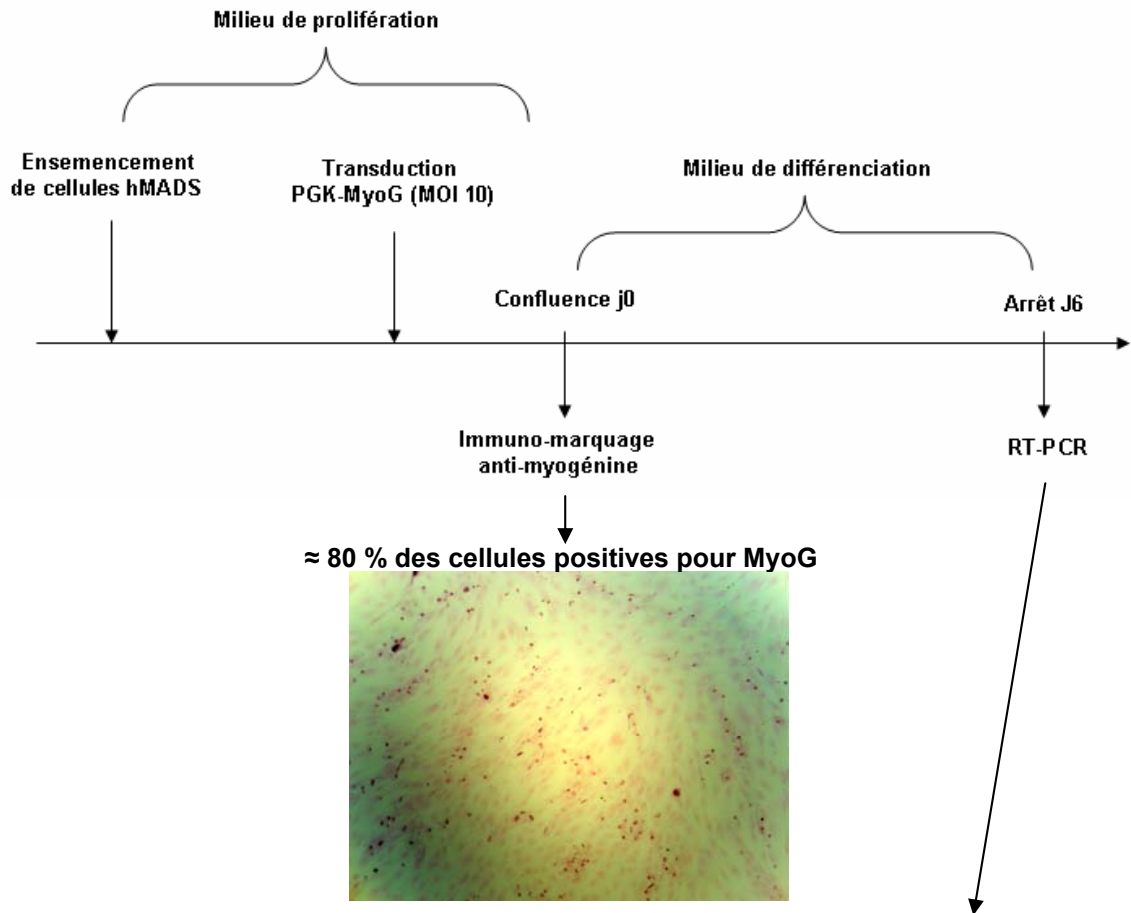 Milieu de prolifération
Ensemencement
de cellules hMADS
Transduction
PGK-MyoG (MOI 10)
Milieu de différenciation
Confluence j0
Arrêt J6
Immuno-marquage
anti-myogénine
RT-PCR
≈ 80 % des cellules positives pour MyoG